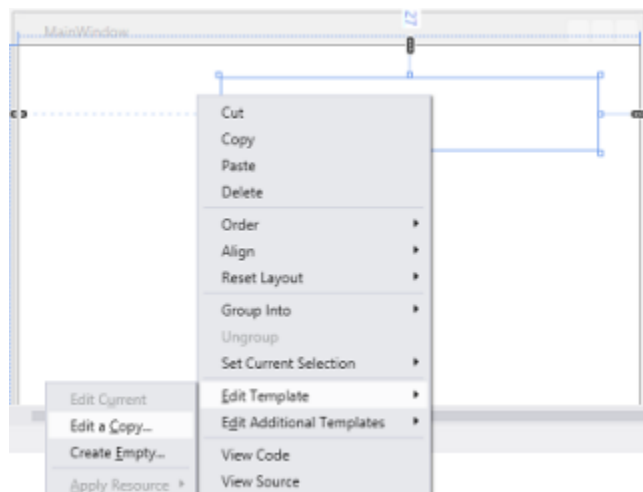 27
MainWindow
Cut
Copy
Paste
Delete
Order
Align
Reset Layout
Group Into
Ungroup
Set Current Selection
Edit Template
Edit Additional Templates
View Code
View Source
Edit Current
Edit a Copy...
Create Empty...
Apply Resource